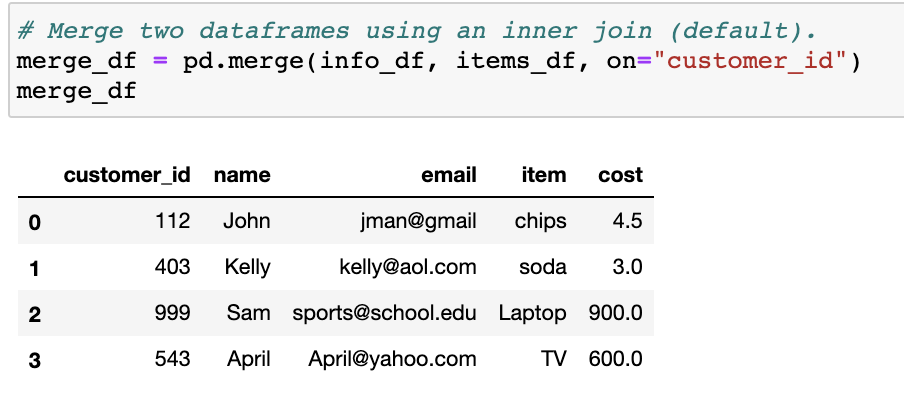 # Merge two dataframes using an inner join (default).
merge_df = pd.merge(info_df, items_df, on="customer_id")
merge_df
customer_id name email item cost
0 112 John jman@gmail chips 4.5
1 403 Kelly kelly@aol.com soda 3.0
2 999 Sam sports@school.edu Laptop 900.0
3 543 April April@yahoo.com TV 600.0